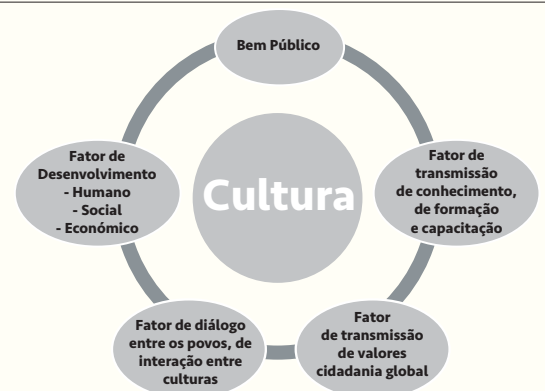 Bem Público
Fator de
transmissão
de conhecimento,
de formação
e capacitação
Fator
de transmissão
de valores
cidadania global
Fator de diálogo
entre os povos, de
interação entre
culturas
Fator de
Desenvolvimento
- Humano
- Social
- Económico
Cultura